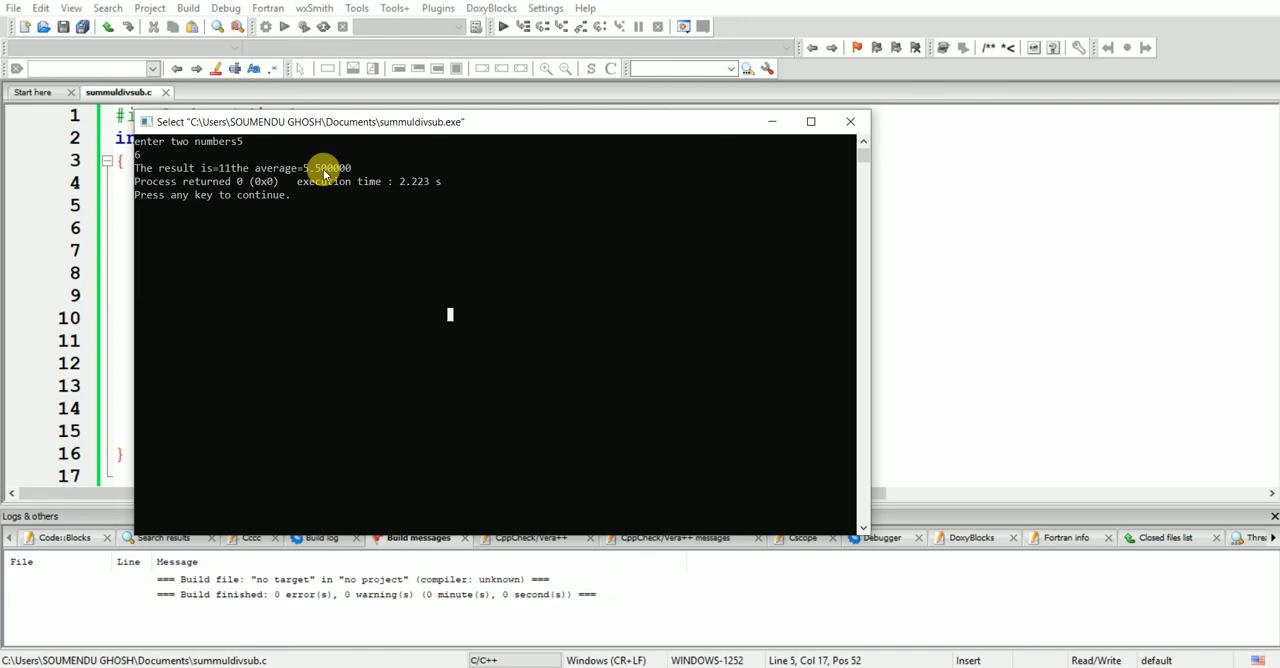 File Edit View Search Project Build Debug Fortran wxSmith Tools Tools+ Plugins DoxyBlocks Settings Help
/** *<
S C
Start here summuldivsub.c
Select "C:\Users\SOUMENDU GHOSH\Documents\summuldivsub.exe"
1 #i
2 in
3 {
4
5
6
7
8
9
10
11
12
13
14
15
16 }
17
enter two numbers5
6
The result is=11the average=5.500000
Process returned 0 (0x0) execution time : 2.223 s
Press any key to continue.
Logs & others
Code::Blocks Search results Cccc Build log Build messages CppCheck/Vera++ CppCheck/Vera++ messages Cscope Debugger DoxyBlocks Fortran info Closed files list Threa
File Line Message
=== Build file: "no target" in "no project" (compiler: unknown) ===
=== Build finished: 0 error(s), 0 warning(s) (0 minute(s), 0 second(s)) ===
C:\Users\SOUMENDU GHOSH\Documents\summuldivsub.c C/C++ Windows (CR+LF) WINDOWS-1252 Line 5, Col 17, Pos 52 Insert Read/Write default